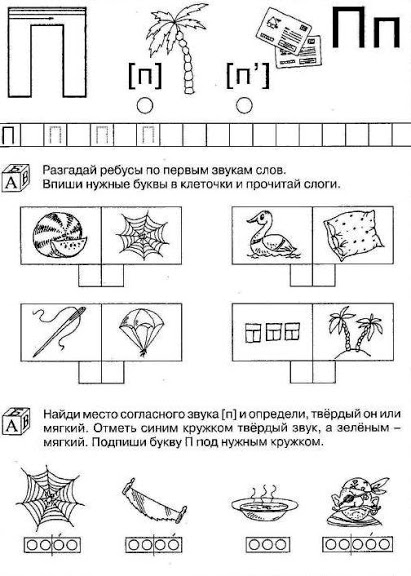 П
[п]
[п']
Пп
П П П П
А Разгадай ребусы по первым звукам слов.
Впиши нужные буквы в клеточки и прочитай слоги.
А Найди место согласного звука [п] и определи, твёрдый он или
мягкий. Отметь синим кружком твёрдый звук, а зелёным –
мягкий. Подпиши букву П под нужным кружком.